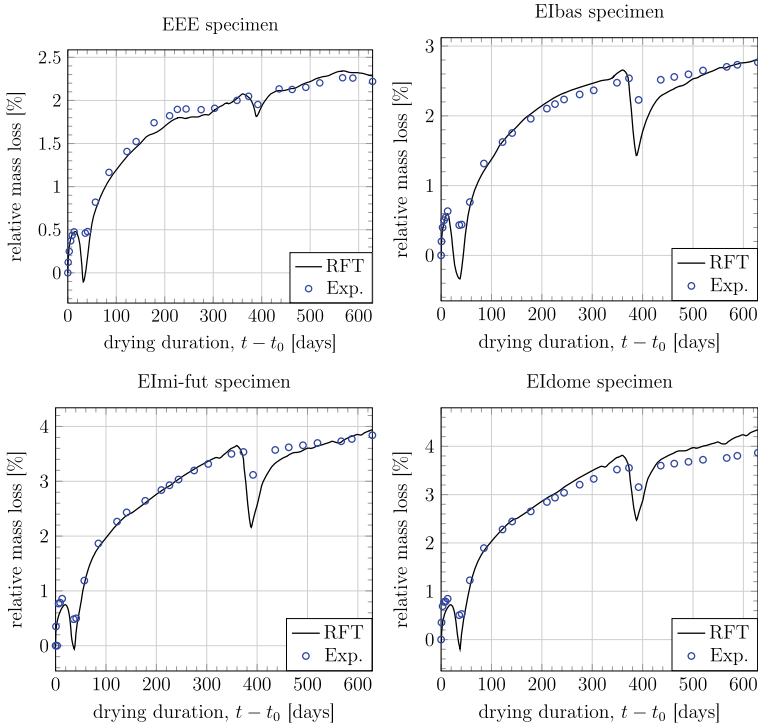 EEE specimen
relative mass loss [%]
2.5
2
1.5
1
0.5
0
RFT
Exp.
0 100 200 300 400 500 600
drying duration, t − t₀ [days]
EIbas specimen
relative mass loss [%]
3
2
1
0
RFT
Exp.
0 100 200 300 400 500 600
drying duration, t − t₀ [days]
EImi-fut specimen
relative mass loss [%]
4
3
2
1
0
RFT
Exp.
0 100 200 300 400 500 600
drying duration, t − t₀ [days]
EIdome specimen
relative mass loss [%]
4
3
2
1
0
RFT
Exp.
0 100 200 300 400 500 600
drying duration, t − t₀ [days]